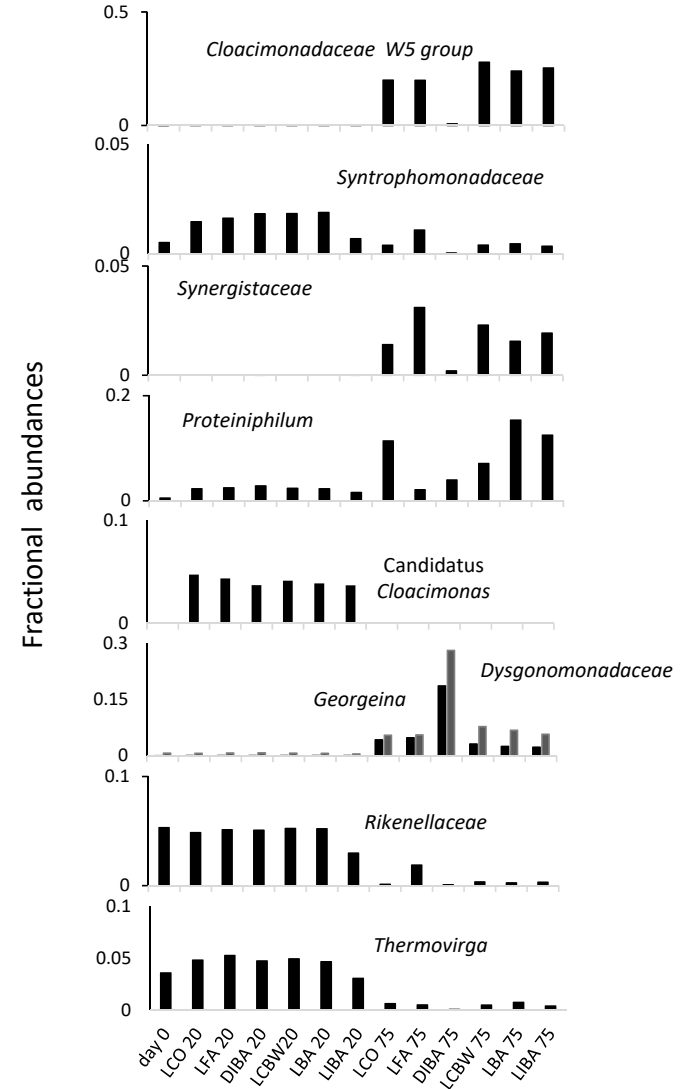 0.5
Cloacimonadaceae W5 group
0
0.05
Syntrophomonadaceae
0
0.05
Synergistaceae
0
0.2
Proteiniphilum
0
0.1
Candidatus
Cloacimonas
0
0.3
Dysgonomonadaceae
Georgeina
0.15
0
0.1
Rikenellaceae
0
0.1
Thermovirga
0.05
0
Fractional abundances
day 0
LCO 20
LFA 20
DIBA 20
LCBW20
LBA 20
LIBA 20
LCO 75
LFA 75
DIBA 75
LCBW 75
LBA 75
LIBA 75